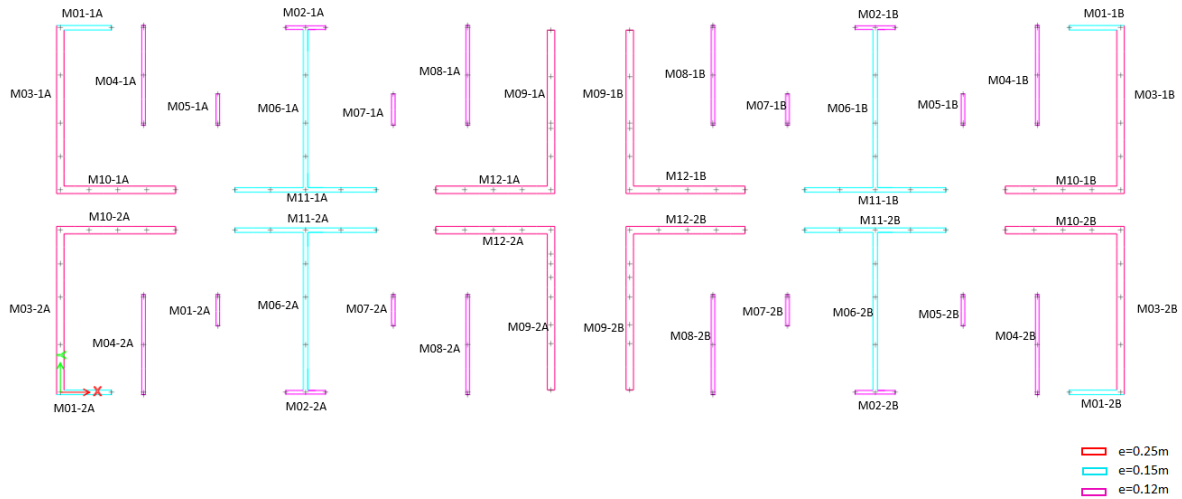 M01-1A M02-1A M02-1B M01-1B
M03-1A M04-1A M05-1A M06-1A M07-1A M08-1A M09-1A M09-1B M08-1B M07-1B M06-1B M05-1B M04-1B M03-1B
M10-1A M11-1A M12-1A M12-1B M11-1B M10-1B
M10-2A M11-2A M12-2A M12-2B M11-2B M10-2B
M03-2A M04-2A M01-2A M06-2A M07-2A M08-2A M09-2A M09-2B M08-2B M07-2B M06-2B M05-2B M04-2B M03-2B
Y
X
M01-2A M02-2A M02-2B M01-2B
e=0.25m
e=0.15m
e=0.12m